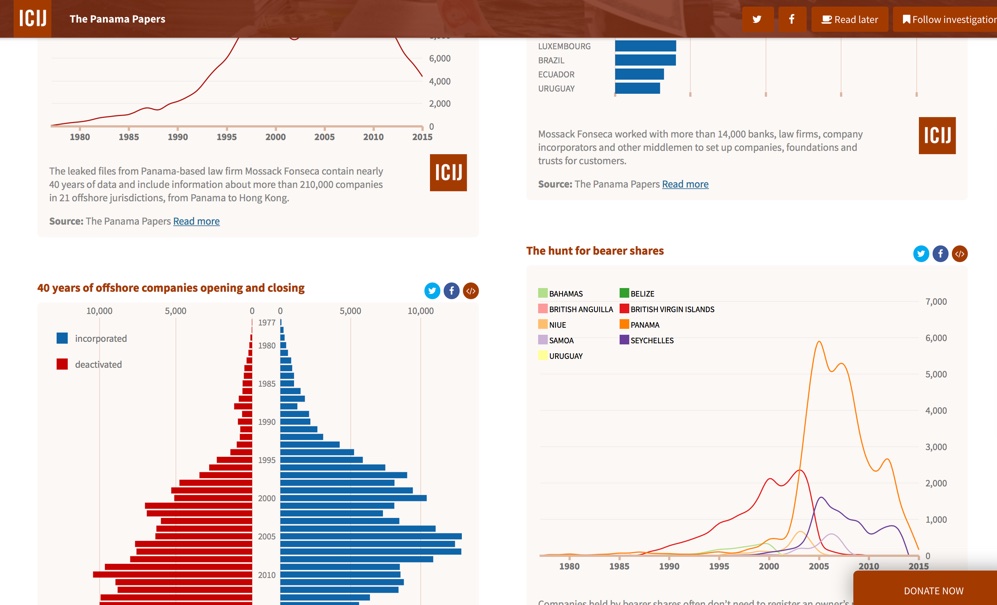 ICIJ The Panama Papers Read later Follow investigation
6,000
4,000
2,000
0
1980 1985 1990 1995 2000 2005 2010 2015
The leaked files from Panama-based law firm Mossack Fonseca contain nearly
40 years of data and include information about more than 210,000 companies
in 21 offshore jurisdictions, from Panama to Hong Kong.
ICIJ
Source: The Panama Papers Read more
LUXEMBOURG
BRAZIL
ECUADOR
URUGUAY
Mossack Fonseca worked with more than 14,000 banks, law firms, company
incorporators and other middlemen to set up companies, foundations and
trusts for customers.
ICIJ
Source: The Panama Papers Read more
40 years of offshore companies opening and closing
10,000 5,000 0 0 5,000 10,000
incorporated
deactivated
1977
1980
1985
1990
1995
2000
2005
2010
The hunt for bearer shares
BAHAMAS BELIZE
BRITISH ANGUILLA BRITISH VIRGIN ISLANDS
NIUE PANAMA
SAMOA SEYCHELLES
URUGUAY
7,000
6,000
5,000
4,000
3,000
2,000
1,000
0
1980 1985 1990 1995 2000 2005 2010 2015
Companies held by bearer shares often don't need to register an owner's
DONATE NOW